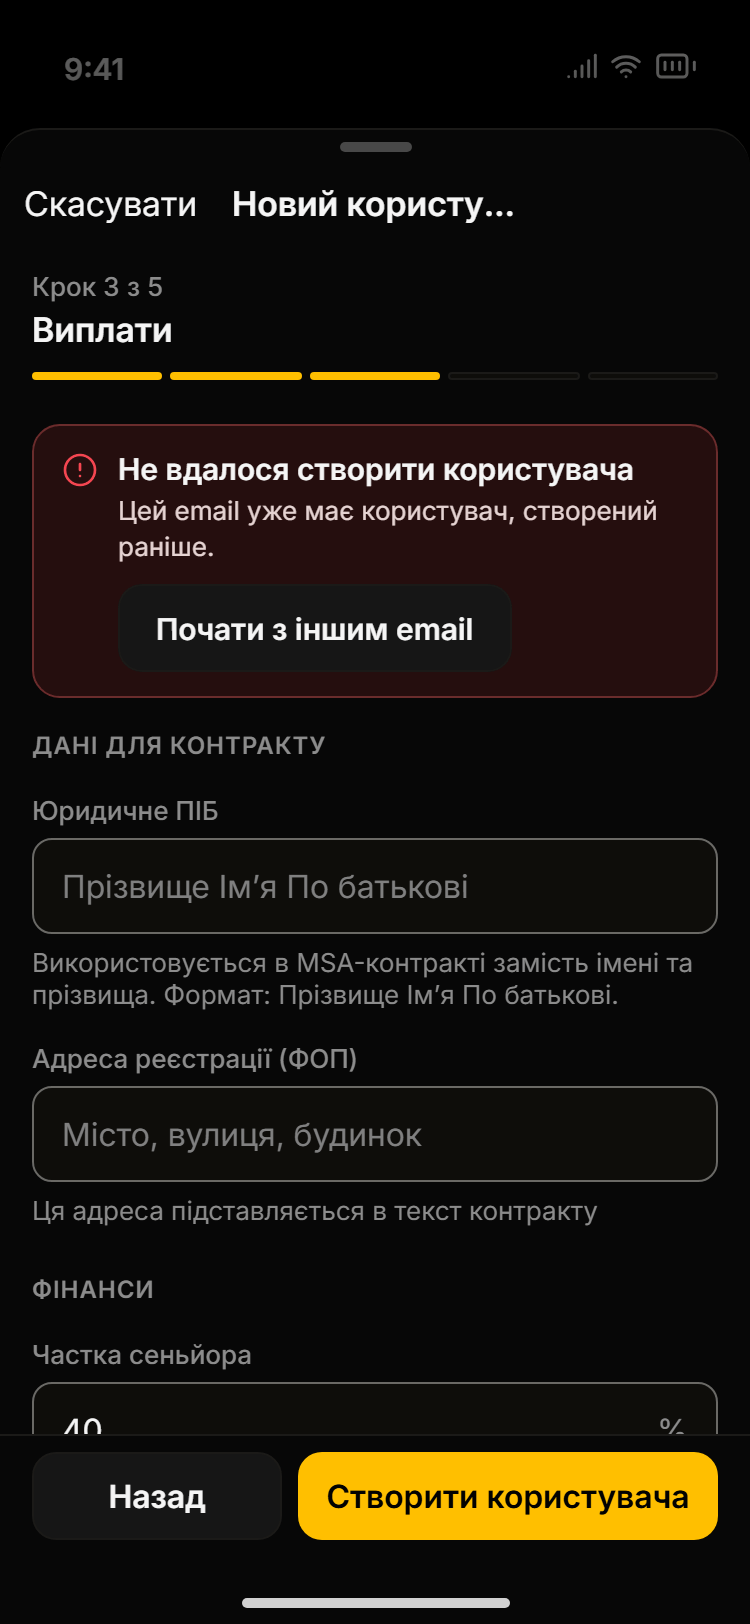 9:41
Скасувати Новий користу...
Крок 3 з 5
Виплати
Не вдалося створити користувача
Цей email уже має користувач, створений
раніше.
Почати з іншим email
ДАНІ ДЛЯ КОНТРАКТУ
Юридичне ПІБ
Прізвище Ім’я По батькові
Використовується в MSA-контракті замість імені та
прізвища. Формат: Прізвище Ім’я По батькові.
Адреса реєстрації (ФОП)
Місто, вулиця, будинок
Ця адреса підставляється в текст контракту
ФІНАНСИ
Частка сеньйора
40 %
Назад Створити користувача